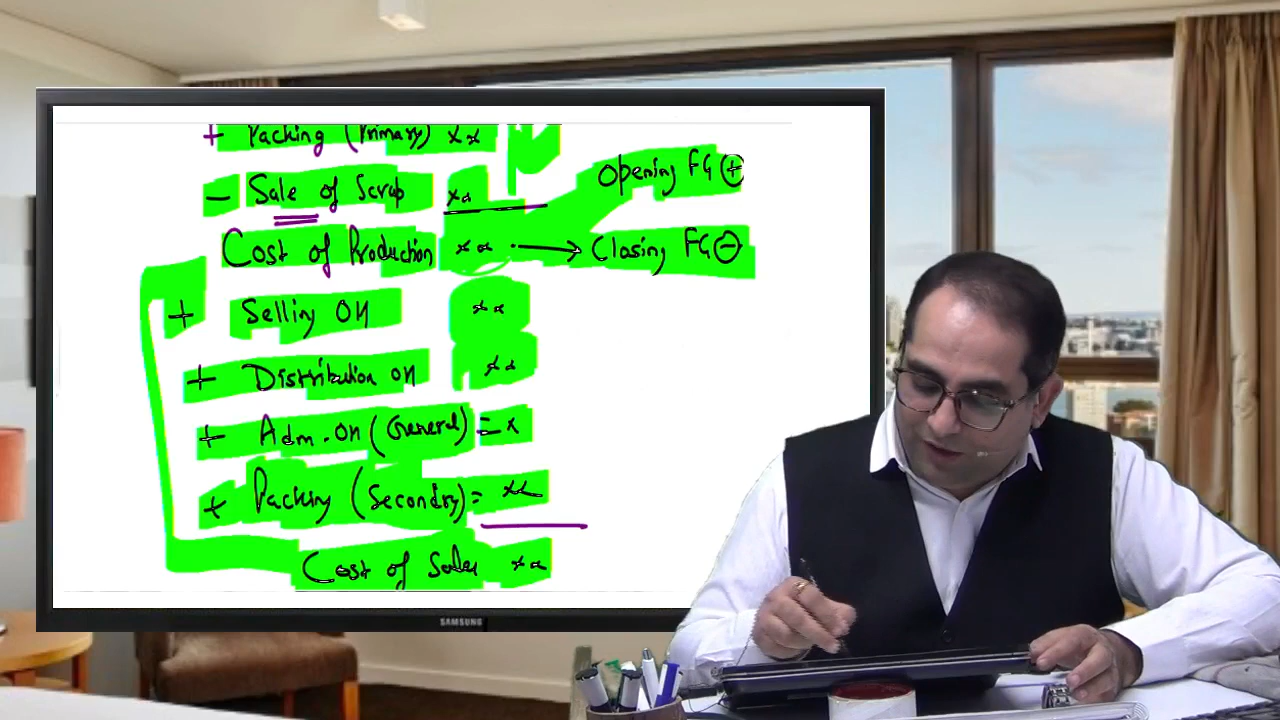 + Packing (Primary) xx
Opening FG (+)
- Sale of Scrap xx
Cost of Production xx → Closing FG (-)
+ Selling OH xx
+ Distribution OH xx
+ Adm. OH (General) = x
+ Packing (Secondry) = xx
Cost of Sales xx
SAMSUNG